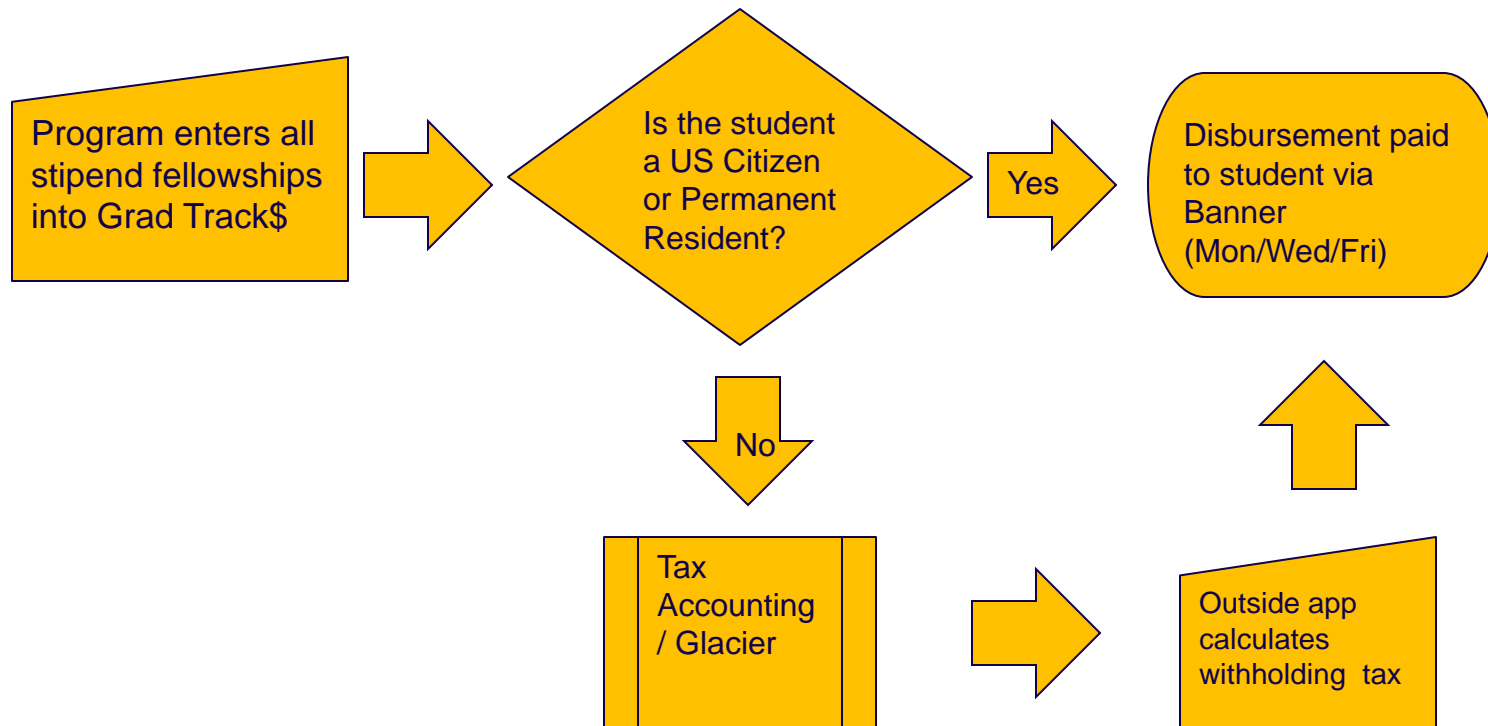 Program enters all
stipend fellowships
into Grad Track$
Is the student
a US Citizen
or Permanent
Resident?
Yes
Disbursement paid
to student via
Banner
(Mon/Wed/Fri)
No
Tax
Accounting
/ Glacier
Outside app
calculates
withholding tax